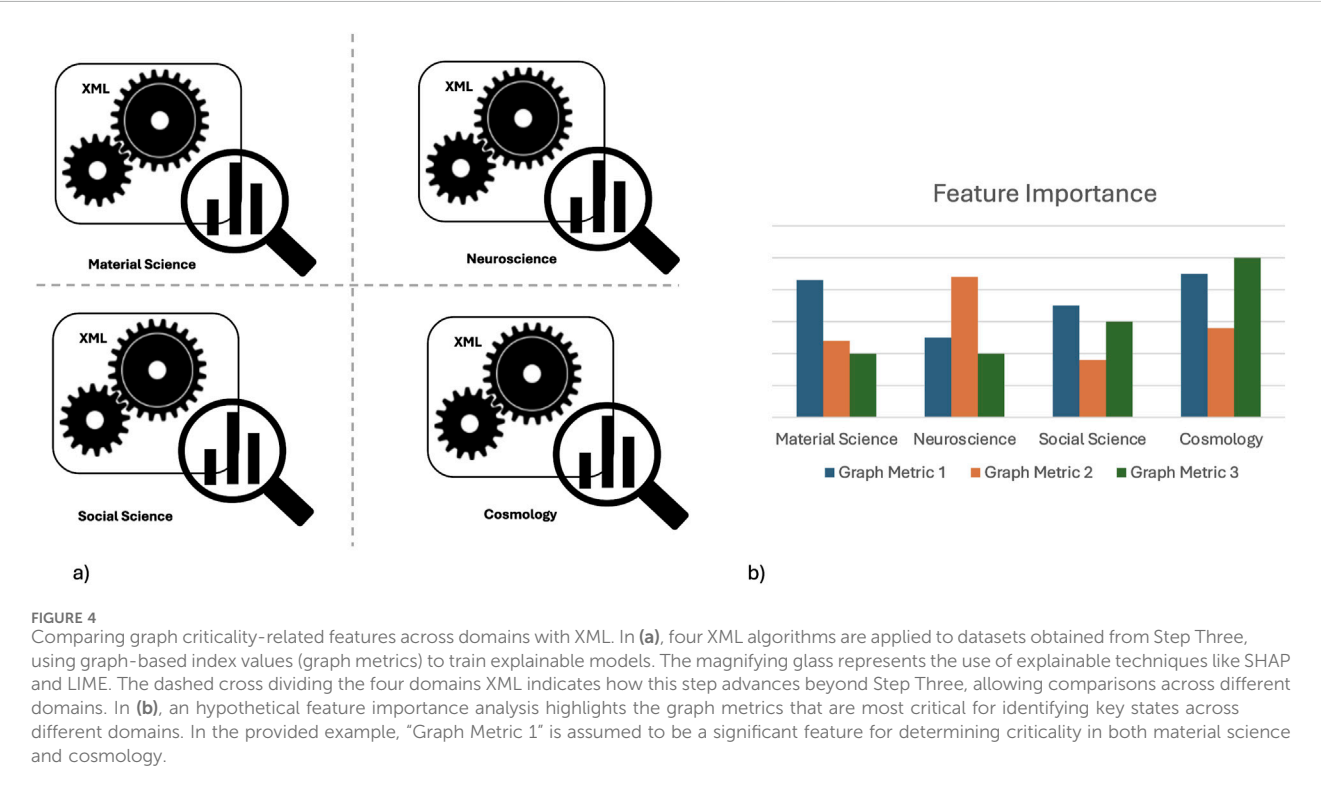 XML
XML
Material Science
Neuroscience
XML
XML
Social Science
Cosmology
a)
Feature Importance
Material Science Neuroscience Social Science Cosmology
Graph Metric 1 Graph Metric 2 Graph Metric 3
b)
FIGURE 4
Comparing graph criticality-related features across domains with XML. In (a), four XML algorithms are applied to datasets obtained from Step Three,
using graph-based index values (graph metrics) to train explainable models. The magnifying glass represents the use of explainable techniques like SHAP
and LIME. The dashed cross dividing the four domains XML indicates how this step advances beyond Step Three, allowing comparisons across different
domains. In (b), an hypothetical feature importance analysis highlights the graph metrics that are most critical for identifying key states across
different domains. In the provided example, “Graph Metric 1” is assumed to be a significant feature for determining criticality in both material science
and cosmology.